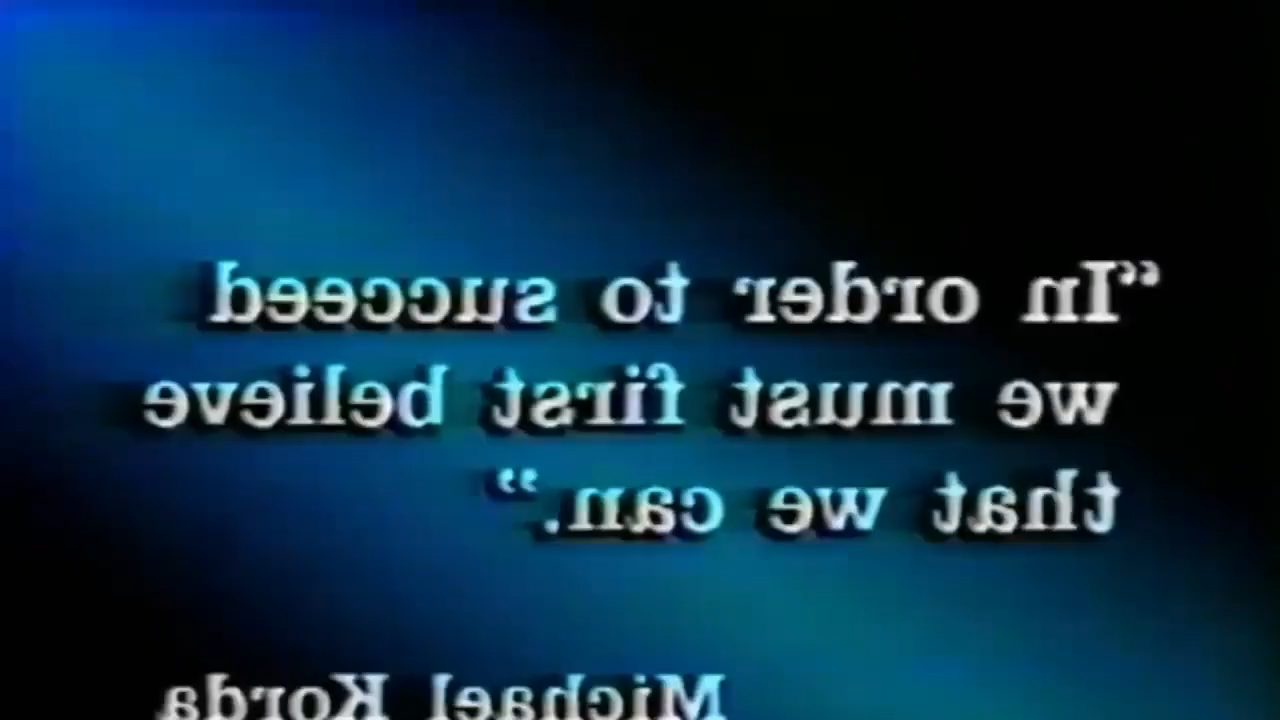 “In order to succeed
we must first believe
that we can.”
Michael Korda